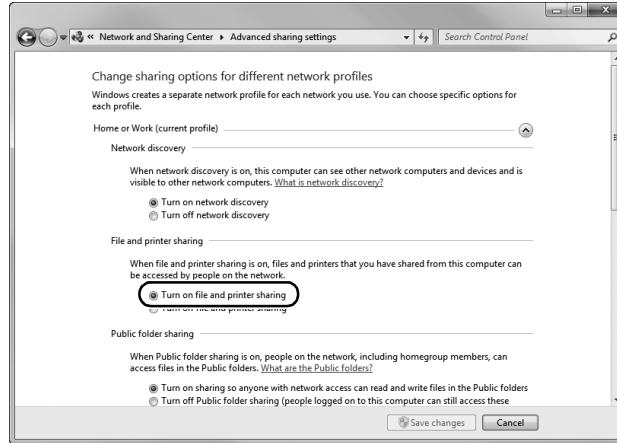 « Network and Sharing Center ▸ Advanced sharing settings
Search Control Panel
Change sharing options for different network profiles
Windows creates a separate network profile for each network you use. You can choose specific options for
each profile.
Home or Work (current profile)
Network discovery
When network discovery is on, this computer can see other network computers and devices and is
visible to other network computers. What is network discovery?
Turn on network discovery
Turn off network discovery
File and printer sharing
When file and printer sharing is on, files and printers that you have shared from this computer can
be accessed by people on the network.
Turn on file and printer sharing
Turn off file and printer sharing
Public folder sharing
When Public folder sharing is on, people on the network, including homegroup members, can
access files in the Public folders. What are the Public folders?
Turn on sharing so anyone with network access can read and write files in the Public folders
Turn off Public folder sharing (people logged on to this computer can still access these
Save changes
Cancel